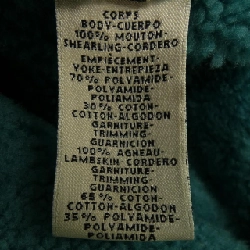 CORPS
BODY-CUERPO
100% MOUTON-
SHEARLING-CORDERO
EMPIECEMENT-
YOKE-ENTREPIEZA
70% POLYAMIDE-
POLYAMIDE-
POLIAMIDA
30% COTON-
COTTON-ALGODON
GARNITURE-
TRIMMING-
GUARNICION
100% AGNEAU-
LAMBSKIN-CORDERO
GARNITURE-
TRIMMING-
GUARNICION
65% COTON-
COTTON-ALGODON
35% POLYAMIDE-
POLYAMIDE-
POLIAMIDA